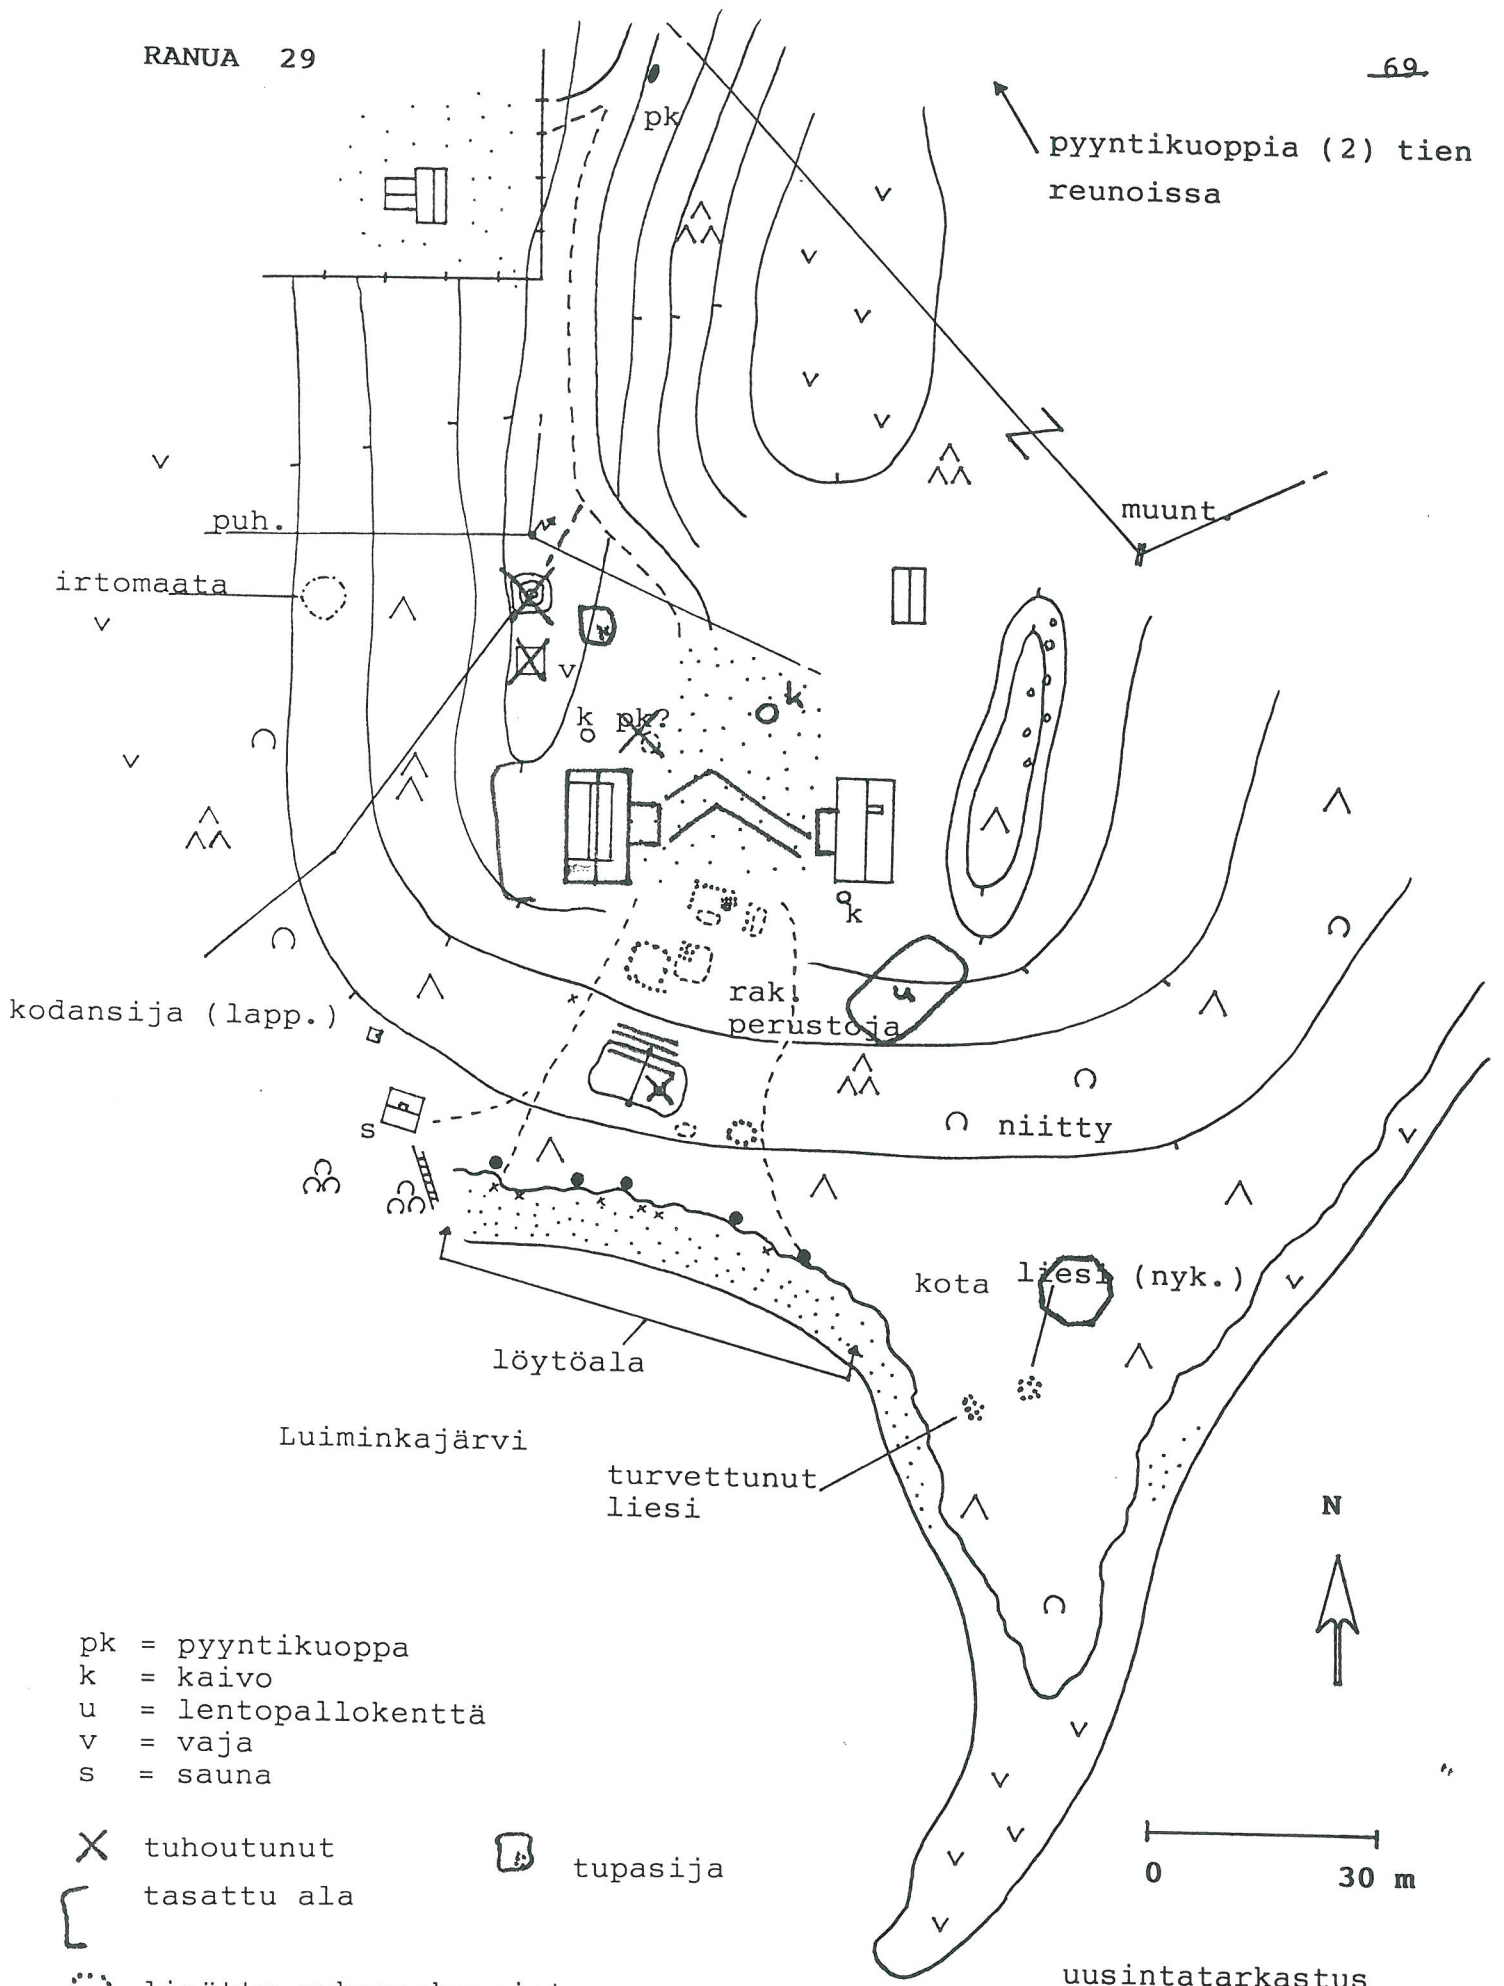 RANUA 29
69
pk
pyyntikuoppia (2) tien
reunoissa
muunt.
puh.
irtomaata
v
k pk?
k
k
kodansija (lapp.)
rak.
perustoja
u
s
niitty
kota liesi (nyk.)
löytöala
Luiminkajärvi
turvettunut
liesi
N
pk = pyyntikuoppa
k = kaivo
u = lentopallokenttä
v = vaja
s = sauna
tuhoutunut
tupasija
tasattu ala
0 30 m
uusintatarkastus